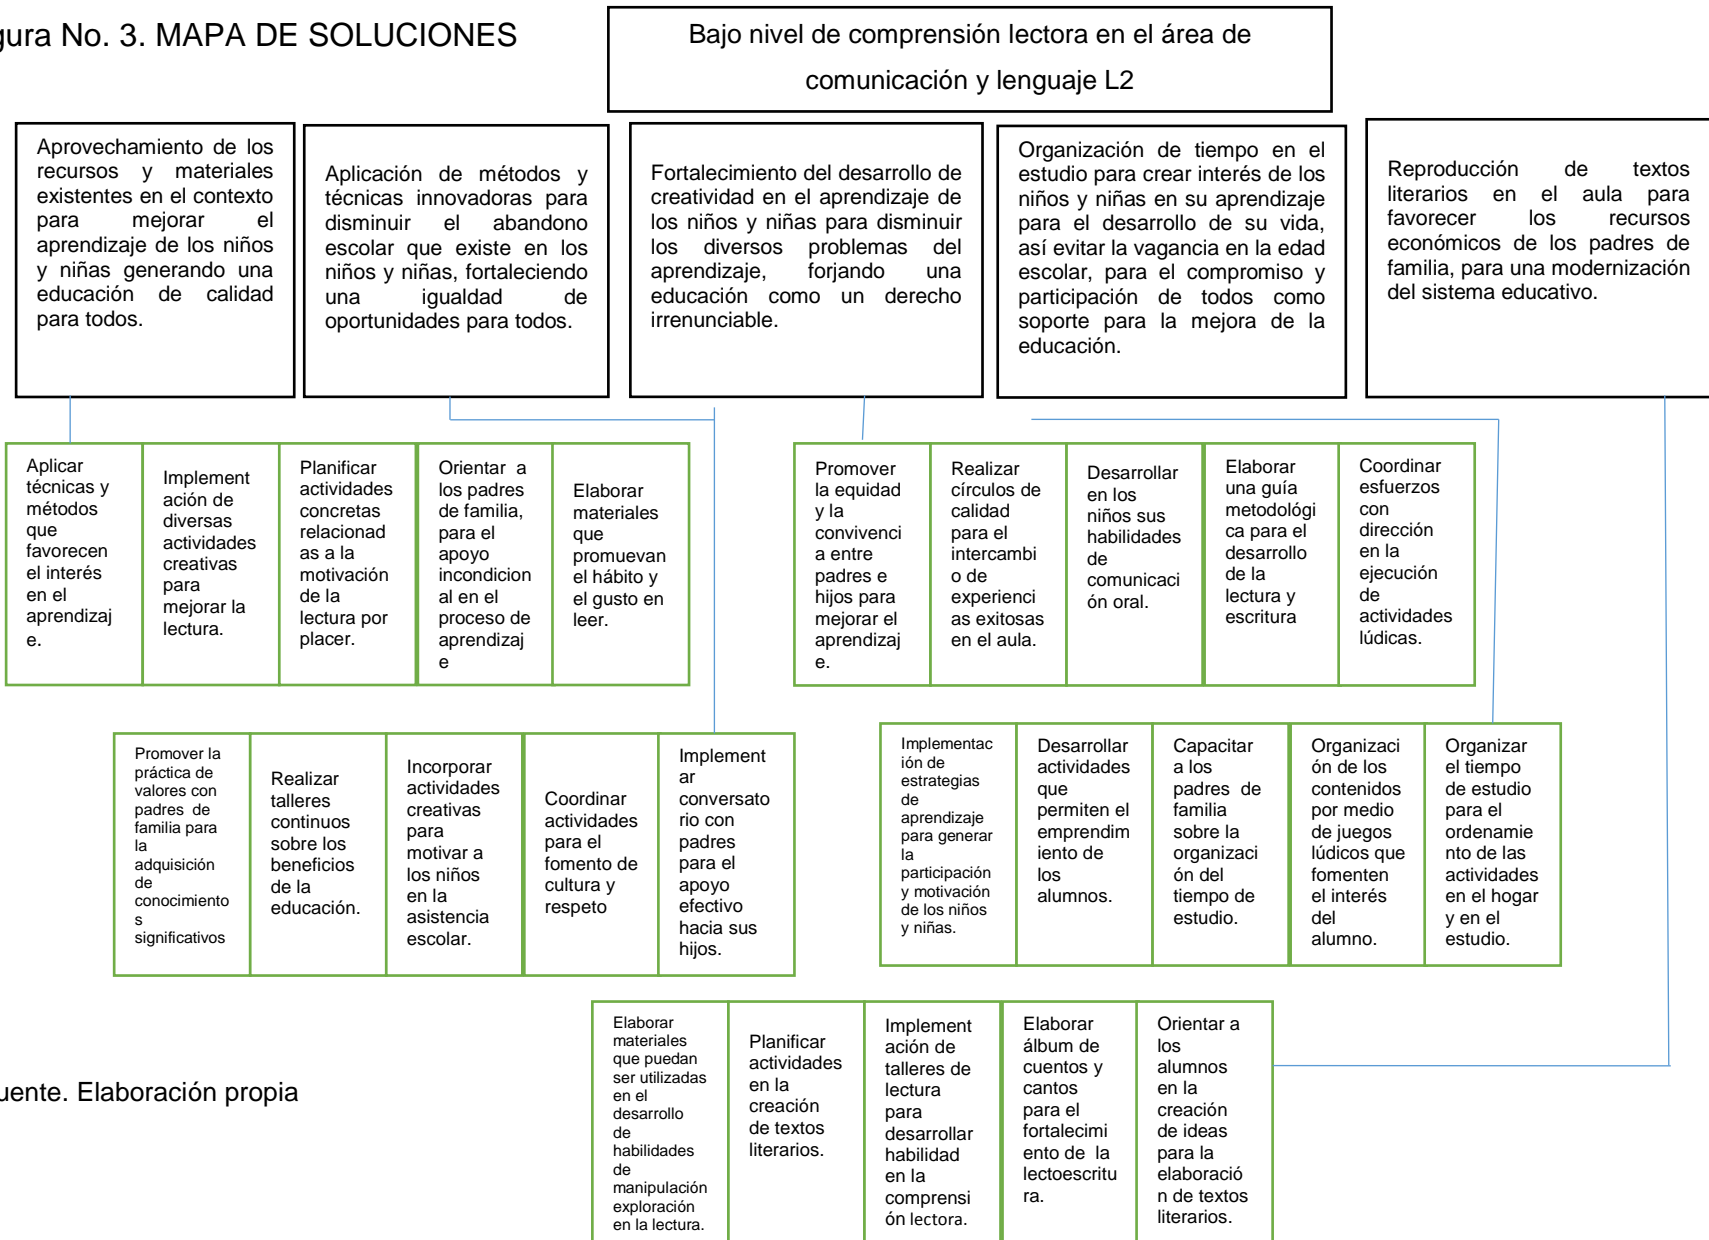 gura No. 3. MAPA DE SOLUCIONES
Bajo nivel de comprensión lectora en el área de
comunicación y lenguaje L2
Aprovechamiento de los
recursos y materiales
existentes en el contexto
para mejorar el
aprendizaje de los niños
y niñas generando una
educación de calidad
para todos.
Aplicación de métodos y
técnicas innovadoras para
disminuir el abandono
escolar que existe en los
niños y niñas, fortaleciendo
una igualdad de
oportunidades para todos.
Fortalecimiento del desarrollo de
creatividad en el aprendizaje de
los niños y niñas para disminuir
los diversos problemas del
aprendizaje, forjando una
educación como un derecho
irrenunciable.
Organización de tiempo en el
estudio para crear interés de los
niños y niñas en su aprendizaje
para el desarrollo de su vida,
así evitar la vagancia en la edad
escolar, para el compromiso y
participación de todos como
soporte para la mejora de la
educación.
Reproducción de textos
literarios en el aula para
favorecer los recursos
económicos de los padres de
familia, para una modernización
del sistema educativo.
Aplicar
técnicas y
métodos
que
favorecen
el interés
en el
aprendizaj
e.
Implement
ación de
diversas
actividades
creativas
para
mejorar la
lectura.
Planificar
actividades
concretas
relacionad
as a la
motivación
de la
lectura por
placer.
Orientar a
los padres
de familia,
para el
apoyo
incondicion
al en el
proceso de
aprendizaj
e
Elaborar
materiales
que
promuevan
el hábito y
el gusto en
leer.
Promover
la equidad
y la
convivenci
a entre
padres e
hijos para
mejorar el
aprendizaj
e.
Realizar
círculos de
calidad
para el
intercambi
o de
experienci
as exitosas
en el aula.
Desarrollar
en los
niños sus
habilidades
de
comunicaci
ón oral.
Elaborar
una guía
metodológi
ca para el
desarrollo
de la
lectura y
escritura
Coordinar
esfuerzos
con
dirección
en la
ejecución
de
actividades
lúdicas.
Promover la
práctica de
valores con
padres de
familia para
la
adquisición
de
conocimiento
s
significativos
Realizar
talleres
continuos
sobre los
beneficios
de la
educación.
Incorporar
actividades
creativas
para
motivar a
los niños
en la
asistencia
escolar.
Coordinar
actividades
para el
fomento de
cultura y
respeto
Implement
ar
conversato
rio con
padres
para el
apoyo
efectivo
hacia sus
hijos.
Implementac
ión de
estrategias
de
aprendizaje
para generar
la
participación
y motivación
de los niños
y niñas.
Desarrollar
actividades
que
permiten el
emprendim
iento de
los
alumnos.
Capacitar
a los
padres de
familia
sobre la
organizaci
ón del
tiempo de
estudio.
Organizaci
ón de los
contenidos
por medio
de juegos
lúdicos que
fomenten
el interés
del
alumno.
Organizar
el tiempo
de estudio
para el
ordenamie
nto de las
actividades
en el hogar
y en el
estudio.
Elaborar
materiales
que puedan
ser utilizadas
en el
desarrollo
de
habilidades
de
manipulación
exploración
en la lectura.
Planificar
actividades
en la
creación
de textos
literarios.
Implement
ación de
talleres de
lectura
para
desarrollar
habilidad
en la
comprensi
ón lectora.
Elaborar
álbum de
cuentos y
cantos
para el
fortalecimi
ento de la
lectoescritu
ra.
Orientar a
los
alumnos
en la
creación
de ideas
para la
elaboració
n de textos
literarios.
uente. Elaboración propia